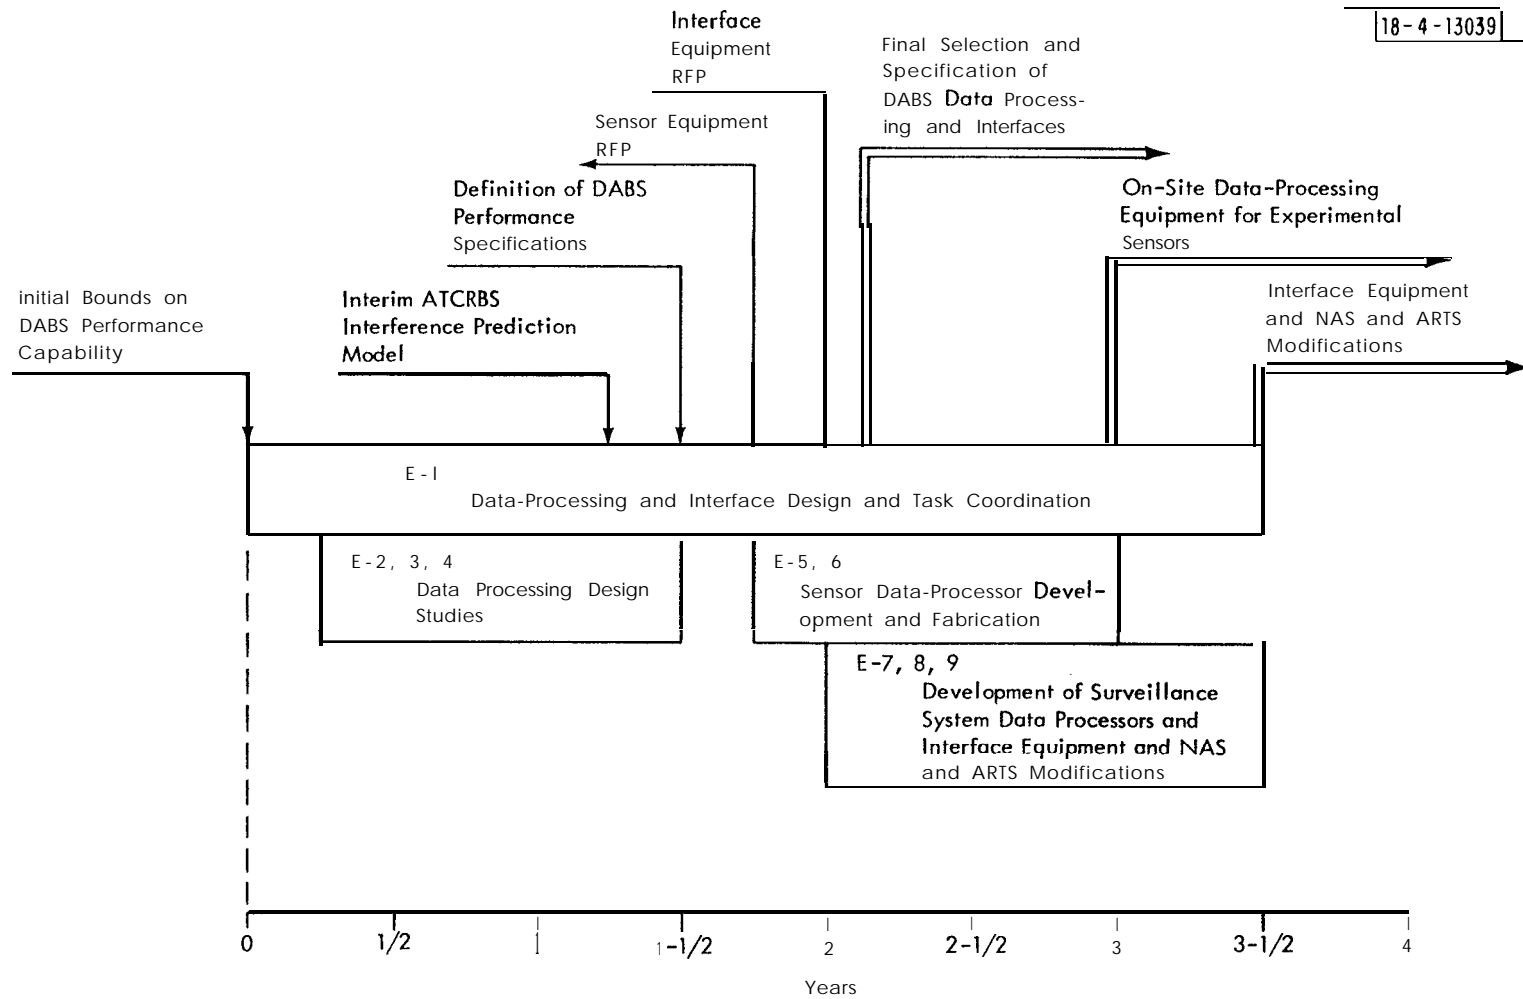 18-4-13039
Interface
Equipment
RFP
Final Selection and
Specification of
DABS Data Process-
ing and Interfaces
Sensor Equipment
RFP
Definition of DABS
Performance
Specifications
On-Site Data-Processing
Equipment for Experimental
Sensors
initial Bounds on
DABS Performance
Capability
Interim ATCRBS
Interference Prediction
Model
Interface Equipment
and NAS and ARTS
Modifications
E-I
Data-Processing and Interface Design and Task Coordination
E-2, 3, 4
Data Processing Design
Studies
E-5, 6
Sensor Data-Processor Devel-
opment and Fabrication
E-7, 8, 9
Development of Surveillance
System Data Processors and
Interface Equipment and NAS
and ARTS Modifications
0 1/2 1 1-1/2 2 2-1/2 3 3-1/2 4
Years